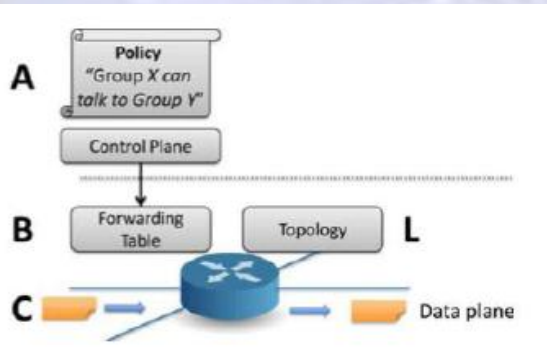 A
Policy
"Group X can
talk to Group Y"
Control Plane
B
Forwarding
Table
Topology
L
C
Data plane